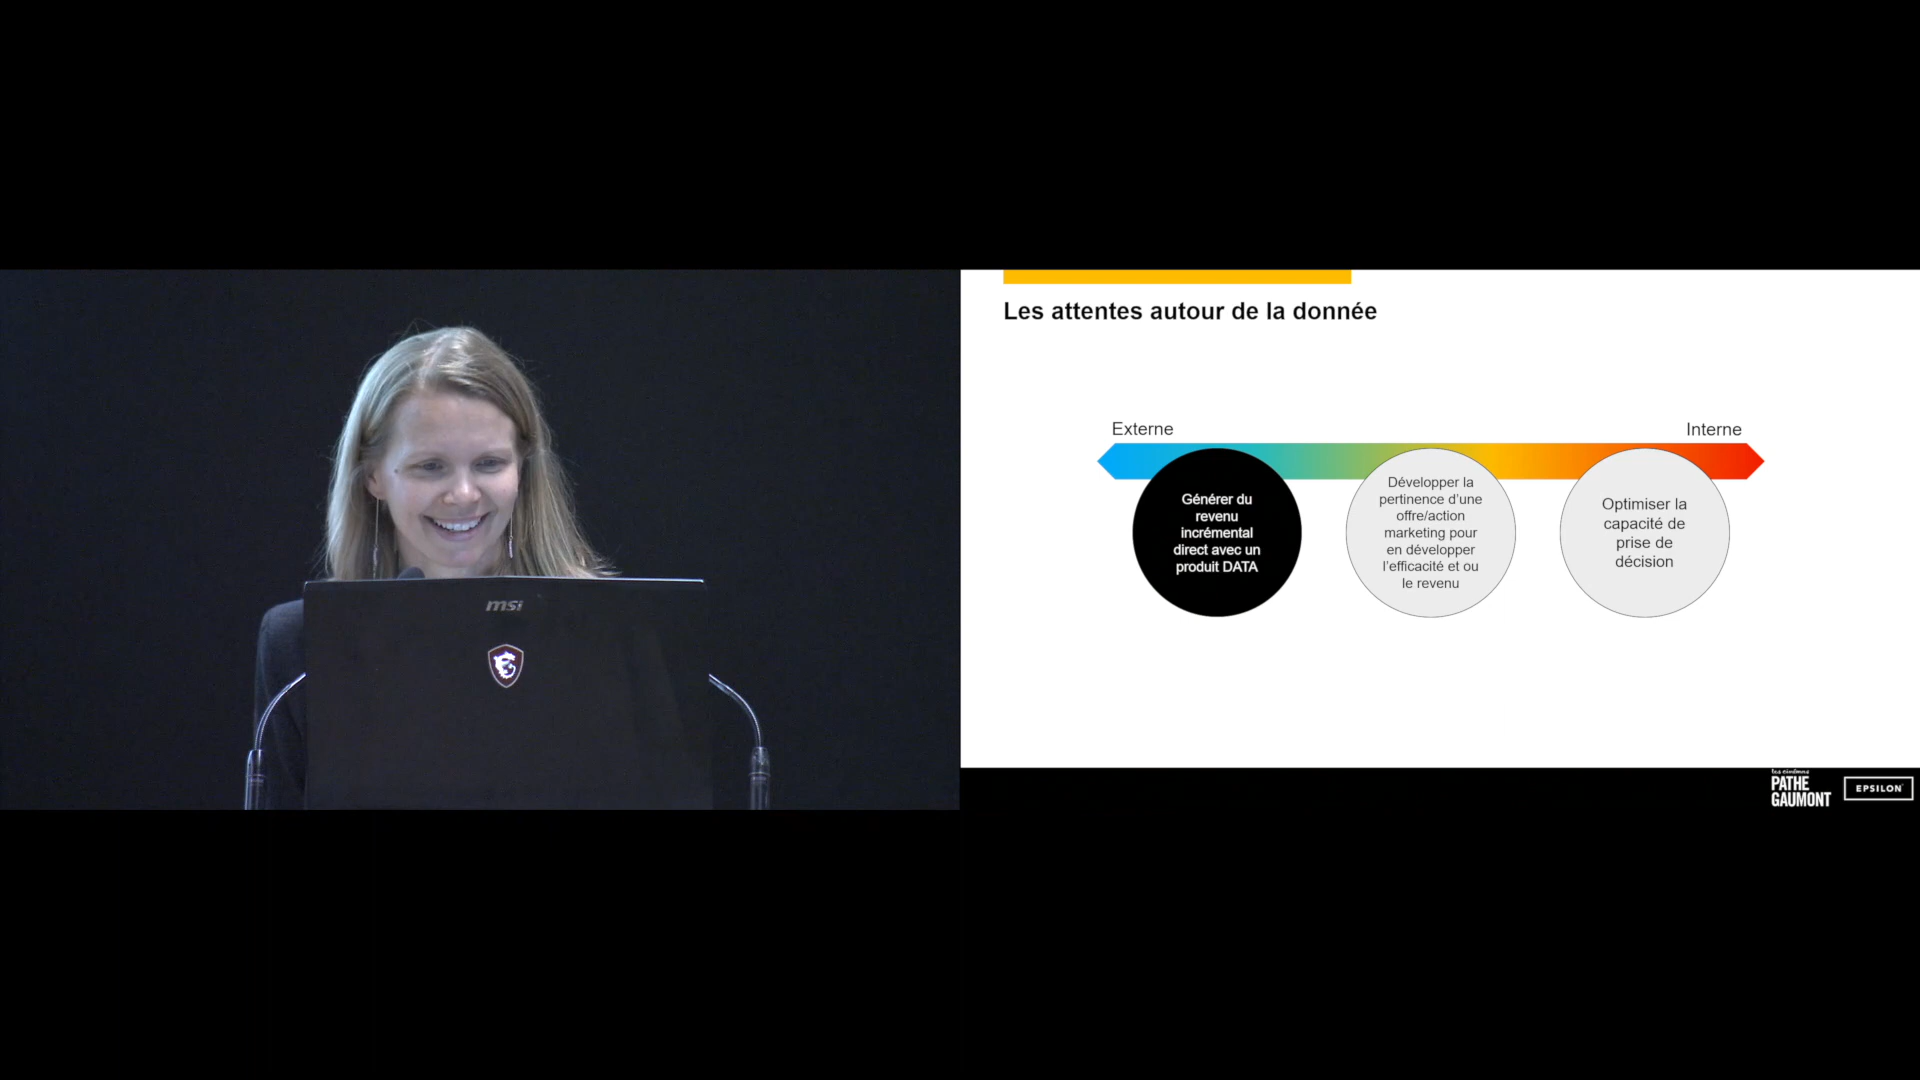 Les attentes autour de la donnée
Externe
Interne
Générer du
revenu
incrémental
direct avec un
produit DATA
Développer la
pertinence d'une
offre/action
marketing pour
en développer
l'efficacité et ou
le revenu
Optimiser la
capacité de
prise de
décision
msi
les cinémas
PATHE
GAUMONT
EPSILON